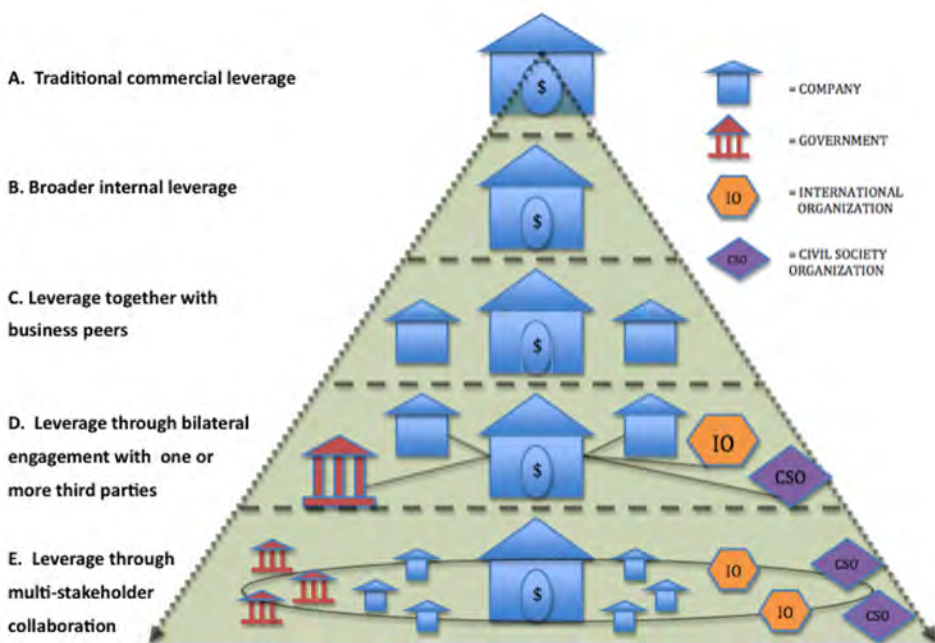 A. Traditional commercial leverage
$
= COMPANY
= GOVERNMENT
B. Broader internal leverage
$
IO
= INTERNATIONAL
ORGANIZATION
CSO
= CIVIL SOCIETY
ORGANIZATION
C. Leverage together with
business peers
$
D. Leverage through bilateral
engagement with one or
more third parties
$
IO
CSO
E. Leverage through
multi-stakeholder
collaboration
$
IO
CSO
IO
CSO